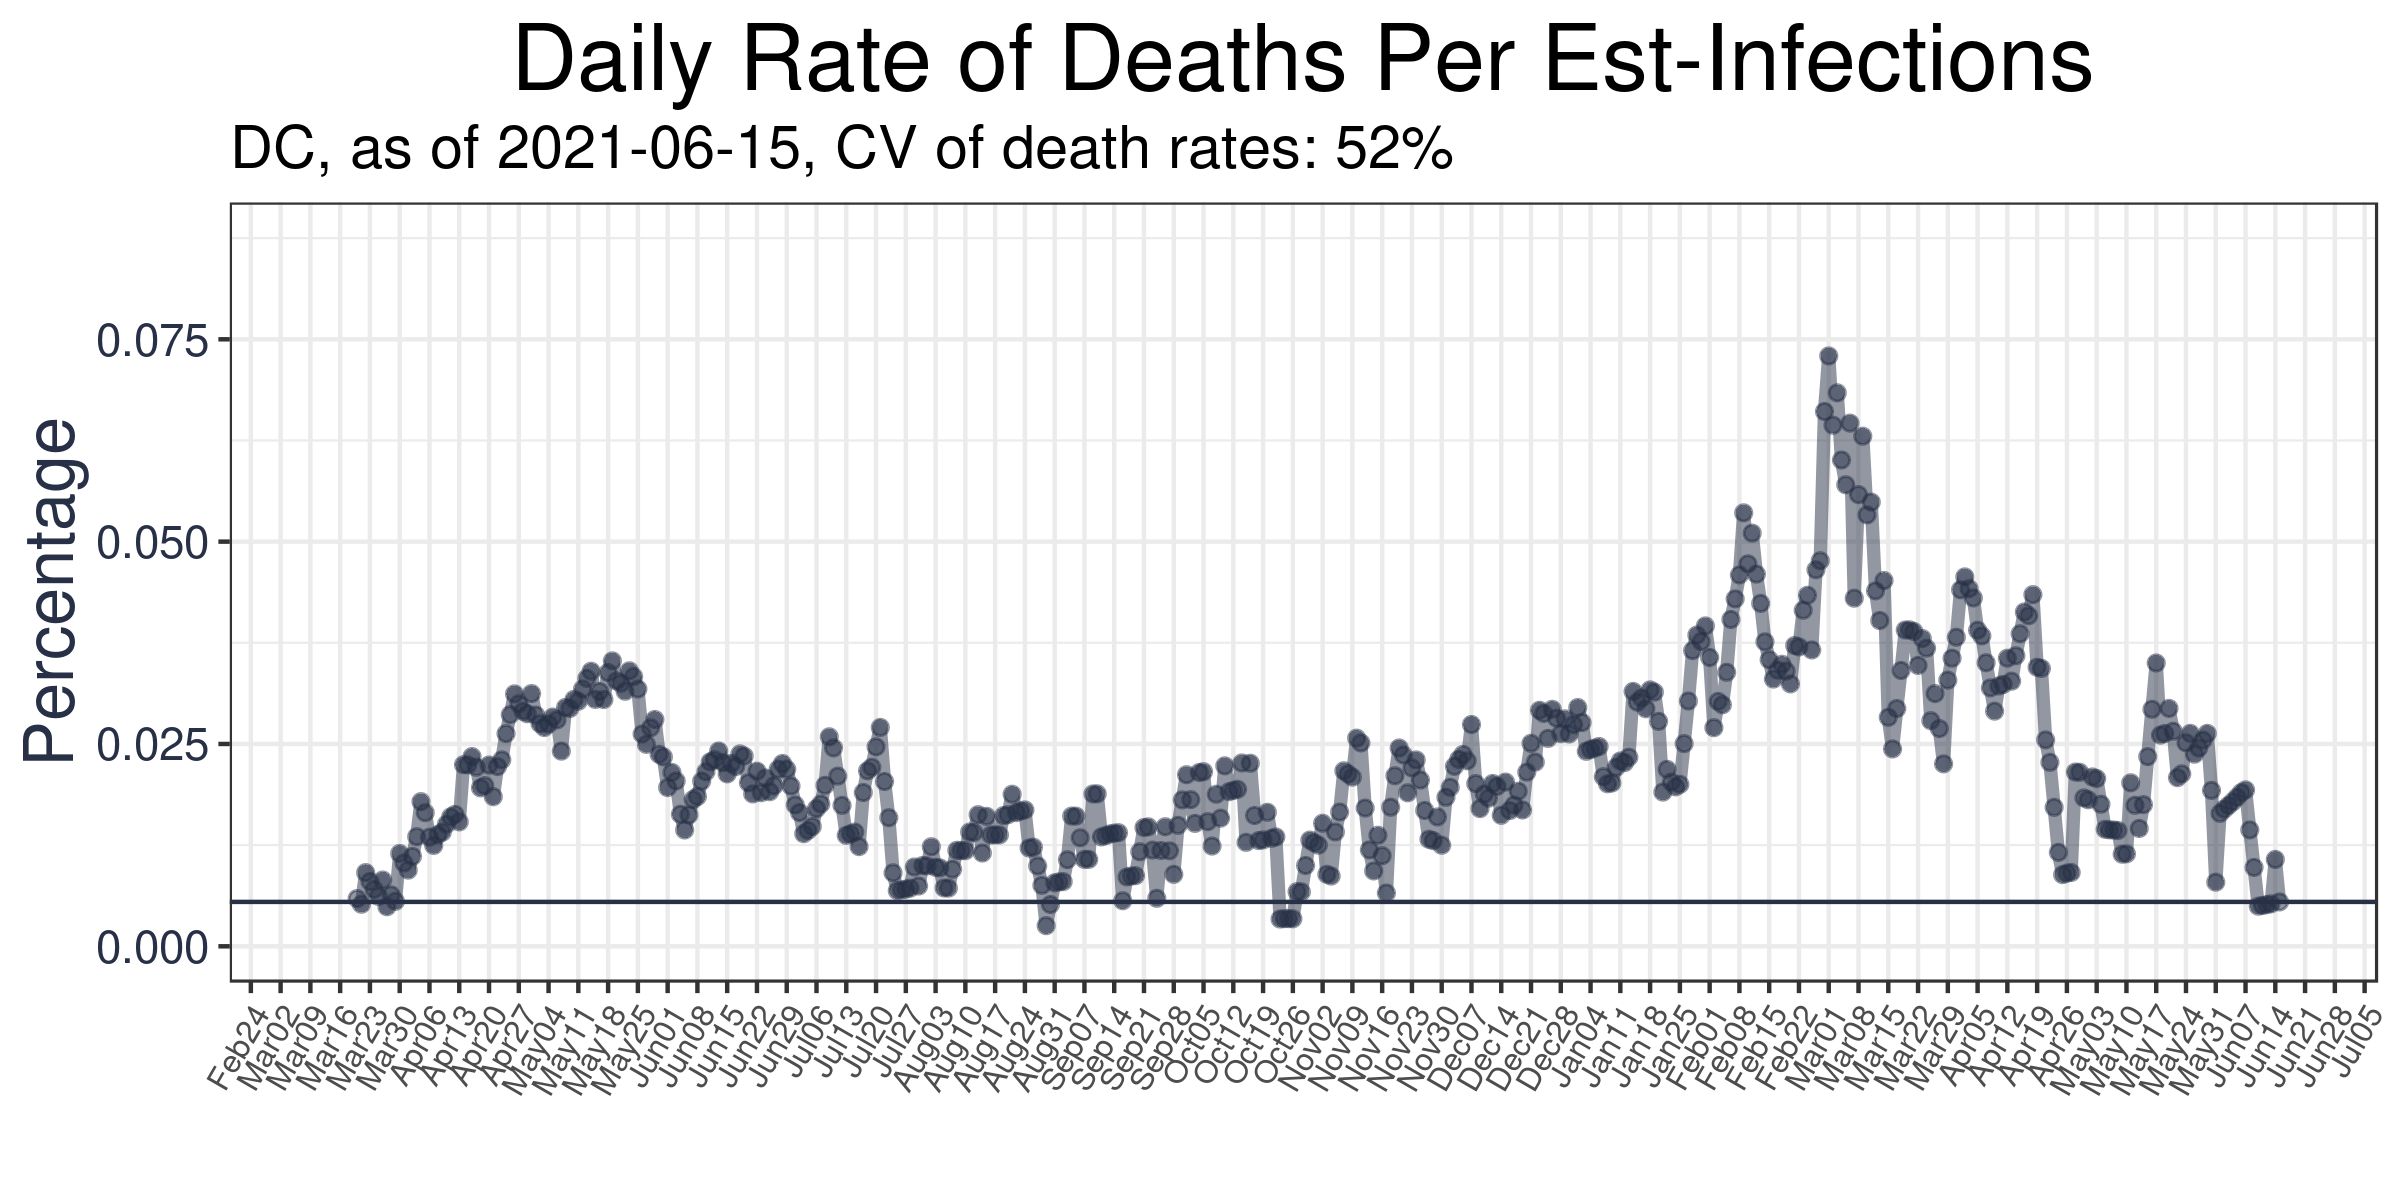 Daily Rate of Deaths Per Est-Infections
DC, as of 2021-06-15, CV of death rates: 52%
Percentage
0.075
0.050
0.025
0.000
Feb24
Mar02
Mar09
Mar16
Mar23
Mar30
Apr06
Apr13
Apr20
Apr27
May04
May11
May18
May25
Jun01
Jun08
Jun15
Jun22
Jun29
Jul06
Jul13
Jul20
Jul27
Aug03
Aug10
Aug17
Aug24
Aug31
Sep07
Sep14
Sep21
Sep28
Oct05
Oct12
Oct19
Oct26
Nov02
Nov09
Nov16
Nov23
Nov30
Dec07
Dec14
Dec21
Dec28
Jan04
Jan11
Jan18
Jan25
Feb01
Feb08
Feb15
Feb22
Mar01
Mar08
Mar15
Mar22
Mar29
Apr05
Apr12
Apr19
Apr26
May03
May10
May17
May24
May31
Jun07
Jun14
Jun21
Jun28
Jul05